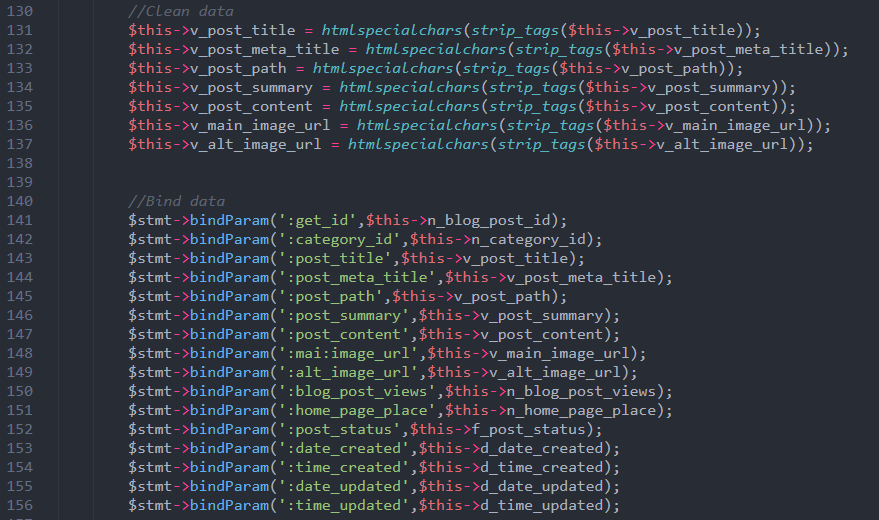 130 //Clean data
131 $this->v_post_title = htmlspecialchars(strip_tags($this->v_post_title));
132 $this->v_post_meta_title = htmlspecialchars(strip_tags($this->v_post_meta_title));
133 $this->v_post_path = htmlspecialchars(strip_tags($this->v_post_path));
134 $this->v_post_summary = htmlspecialchars(strip_tags($this->v_post_summary));
135 $this->v_post_content = htmlspecialchars(strip_tags($this->v_post_content));
136 $this->v_main_image_url = htmlspecialchars(strip_tags($this->v_main_image_url));
137 $this->v_alt_image_url = htmlspecialchars(strip_tags($this->v_alt_image_url));
138
139
140 //Bind data
141 $stmt->bindParam(':get_id',$this->n_blog_post_id);
142 $stmt->bindParam(':category_id',$this->n_category_id);
143 $stmt->bindParam(':post_title',$this->v_post_title);
144 $stmt->bindParam(':post_meta_title',$this->v_post_meta_title);
145 $stmt->bindParam(':post_path',$this->v_post_path);
146 $stmt->bindParam(':post_summary',$this->v_post_summary);
147 $stmt->bindParam(':post_content',$this->v_post_content);
148 $stmt->bindParam(':mai:image_url',$this->v_main_image_url);
149 $stmt->bindParam(':alt_image_url',$this->v_alt_image_url);
150 $stmt->bindParam(':blog_post_views',$this->n_blog_post_views);
151 $stmt->bindParam(':home_page_place',$this->n_home_page_place);
152 $stmt->bindParam(':post_status',$this->f_post_status);
153 $stmt->bindParam(':date_created',$this->d_date_created);
154 $stmt->bindParam(':time_created',$this->d_time_created);
155 $stmt->bindParam(':date_updated',$this->d_date_updated);
156 $stmt->bindParam(':time_updated',$this->d_time_updated);